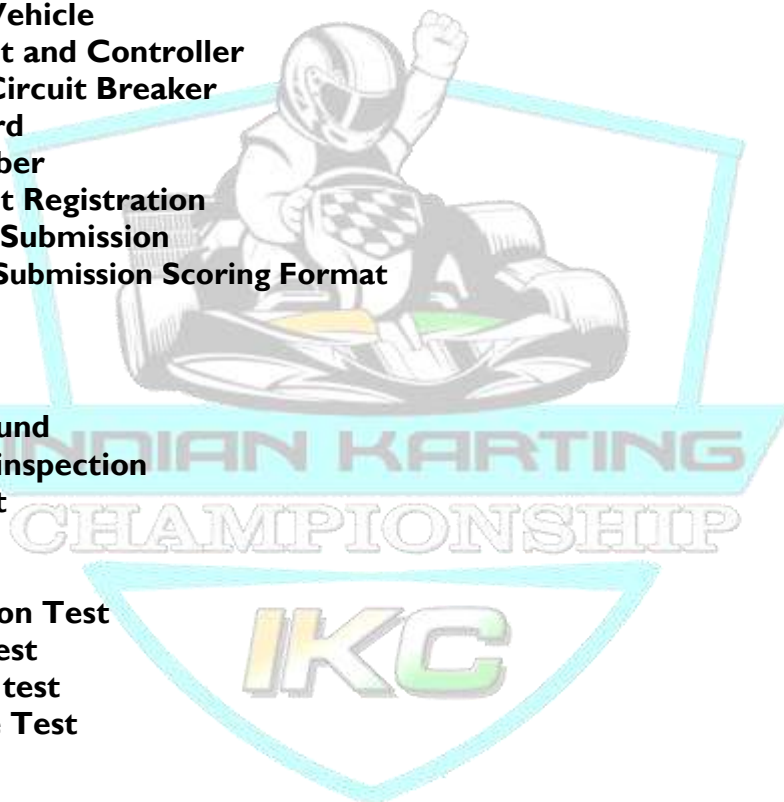 Vehicle
t and Controller
Circuit Breaker
rd
ber
t Registration
Submission
Submission Scoring Format
und
INDIAN KARTING
inspection
t
CHAMPIONSHIP
on Test
est
IKC
test
Test